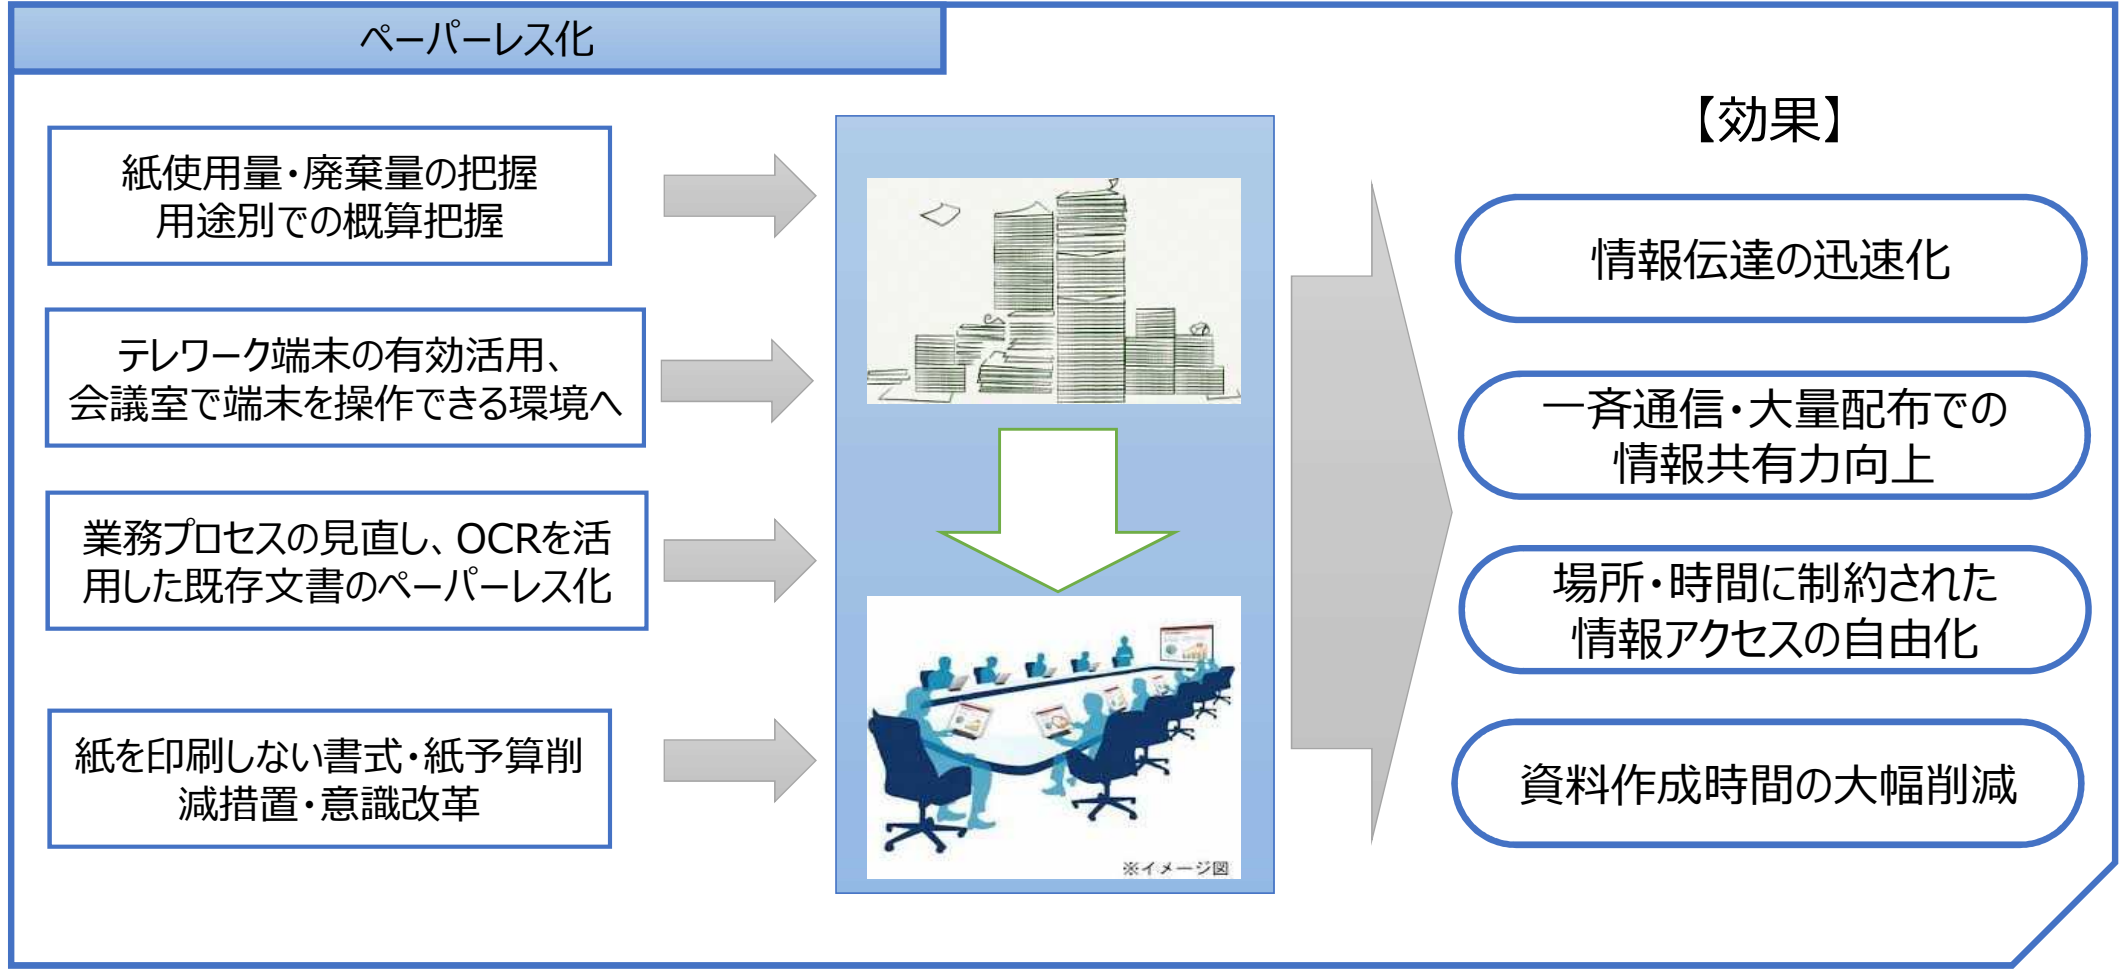 ペーパーレス化
紙使用量・廃棄量の把握
用途別での概算把握
テレワーク端末の有効活用、
会議室で端末を操作できる環境へ
業務プロセスの見直し、OCRを活
用した既存文書のペーパーレス化
紙を印刷しない書式・紙予算削
減措置・意識改革
※イメージ図
【効果】
情報伝達の迅速化
一斉通信・大量配布での
情報共有力向上
場所・時間に制約された
情報アクセスの自由化
資料作成時間の大幅削減